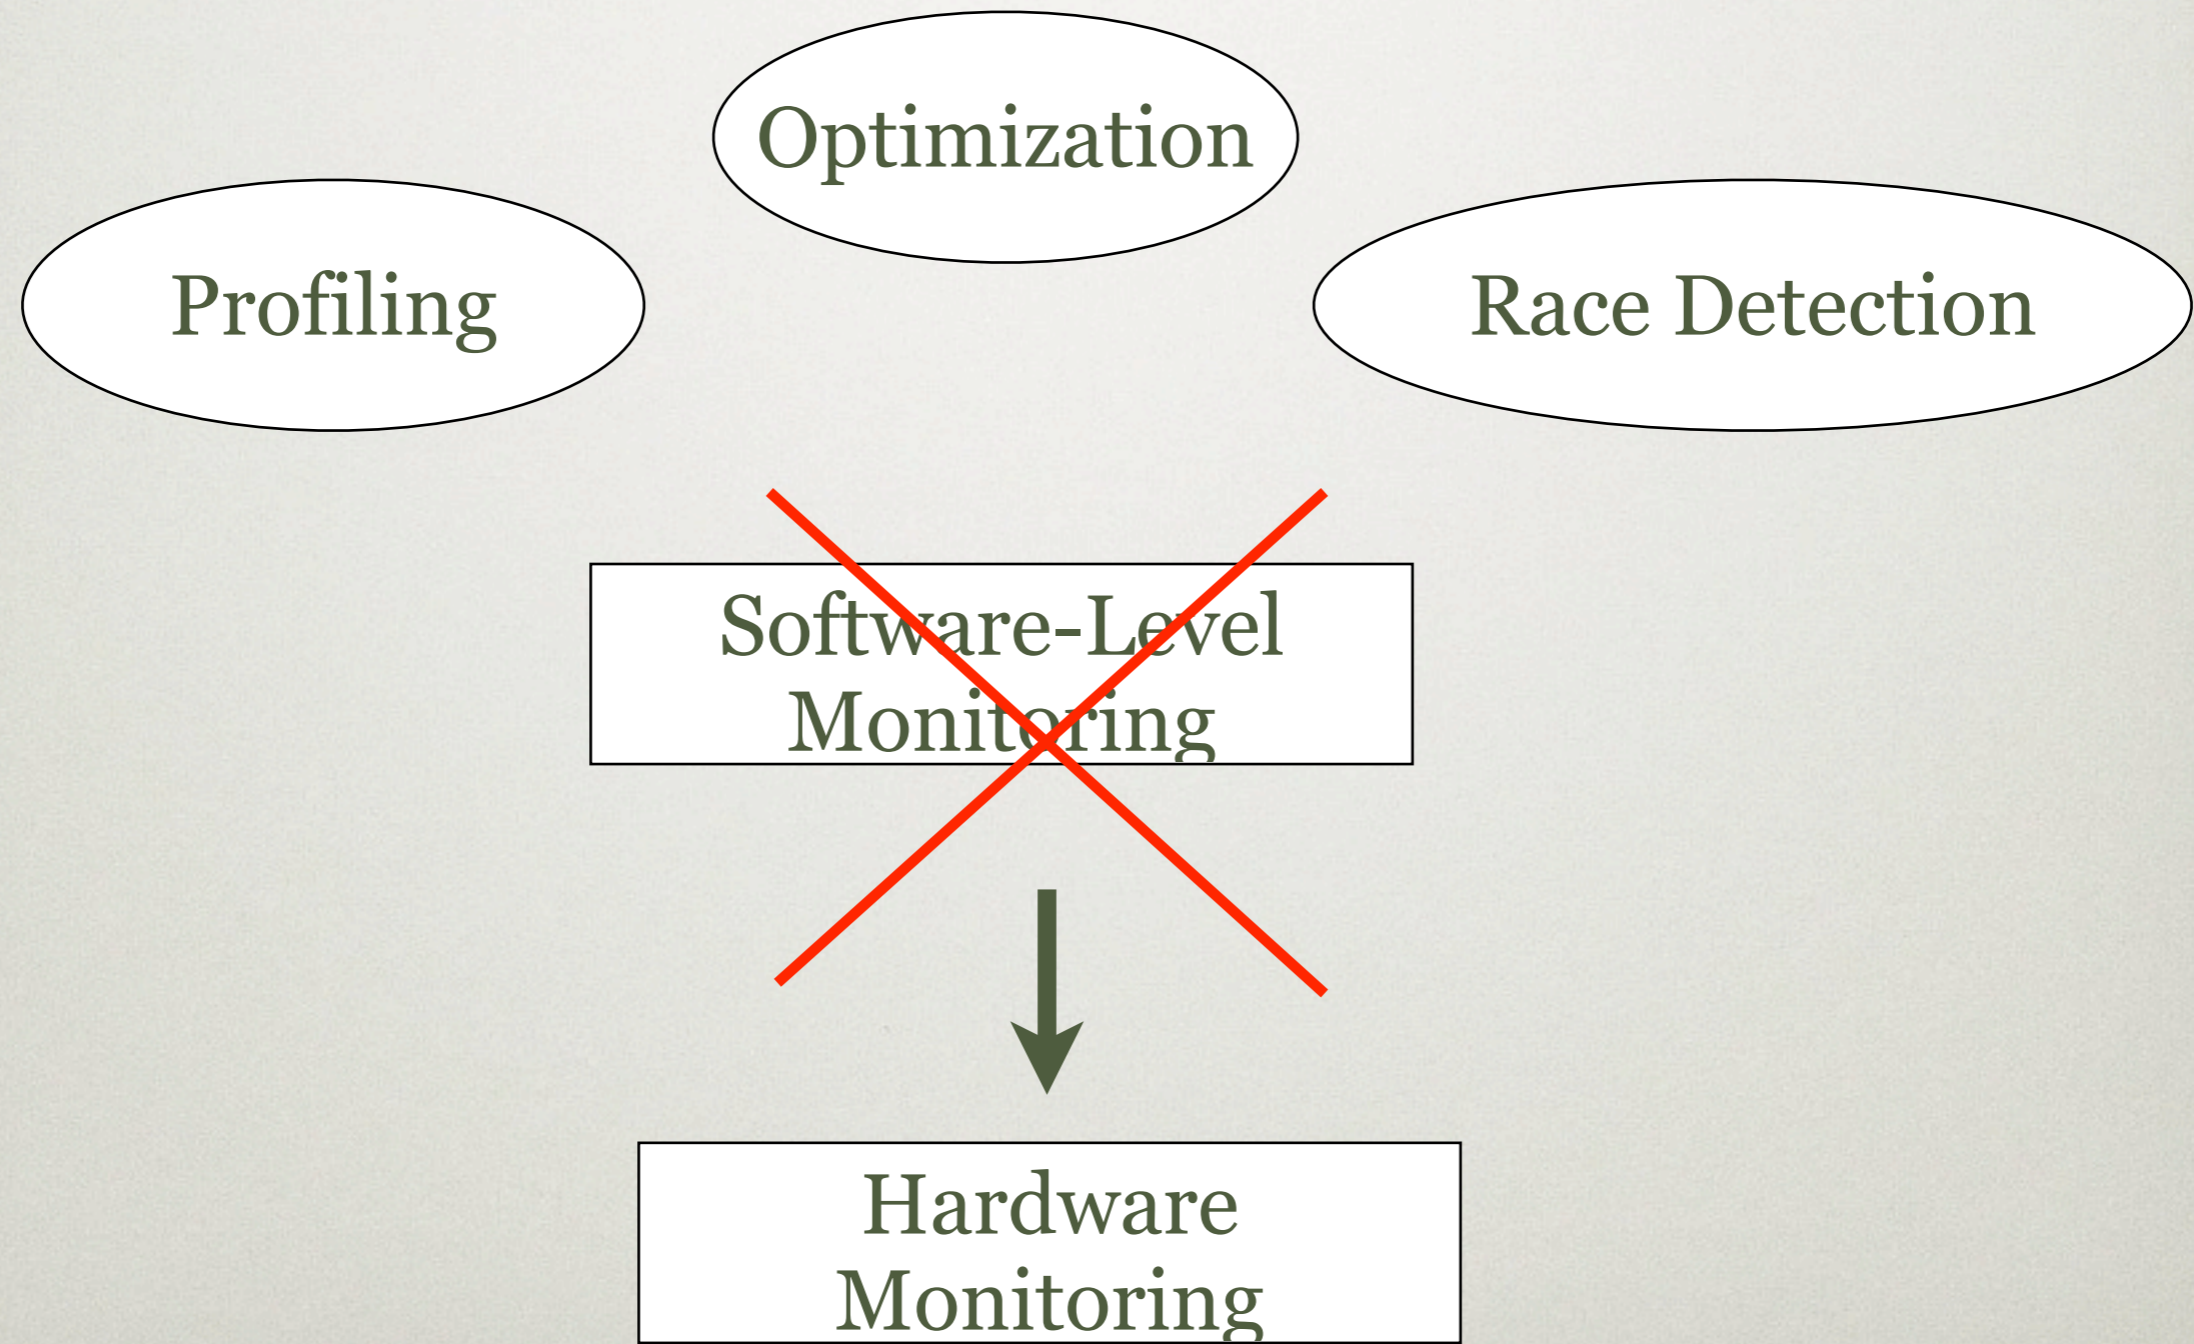 Optimization
Profiling
Race Detection
Software-Level
Monitoring
Hardware
Monitoring